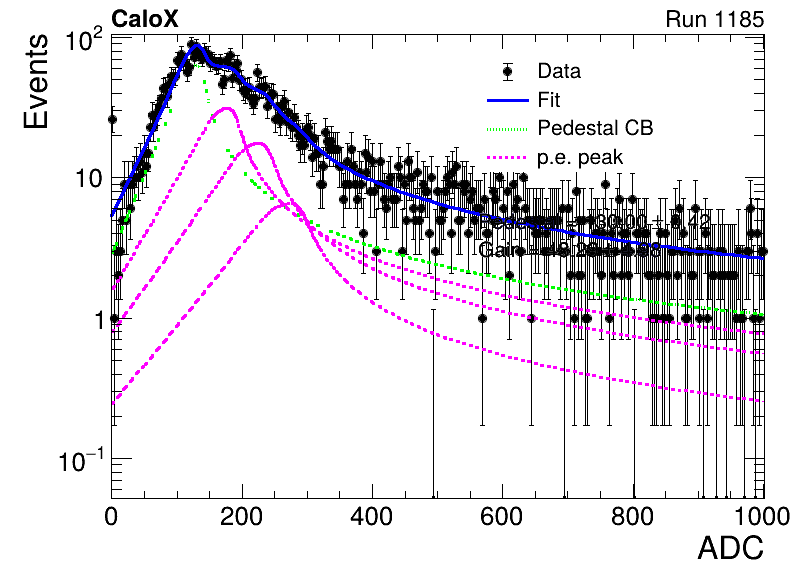 CaloX Run 1185
Events
Data
Fit
Pedestal CB
p.e. peak
Gain
10²
10
1
10⁻¹
0 200 400 600 800 1000
ADC